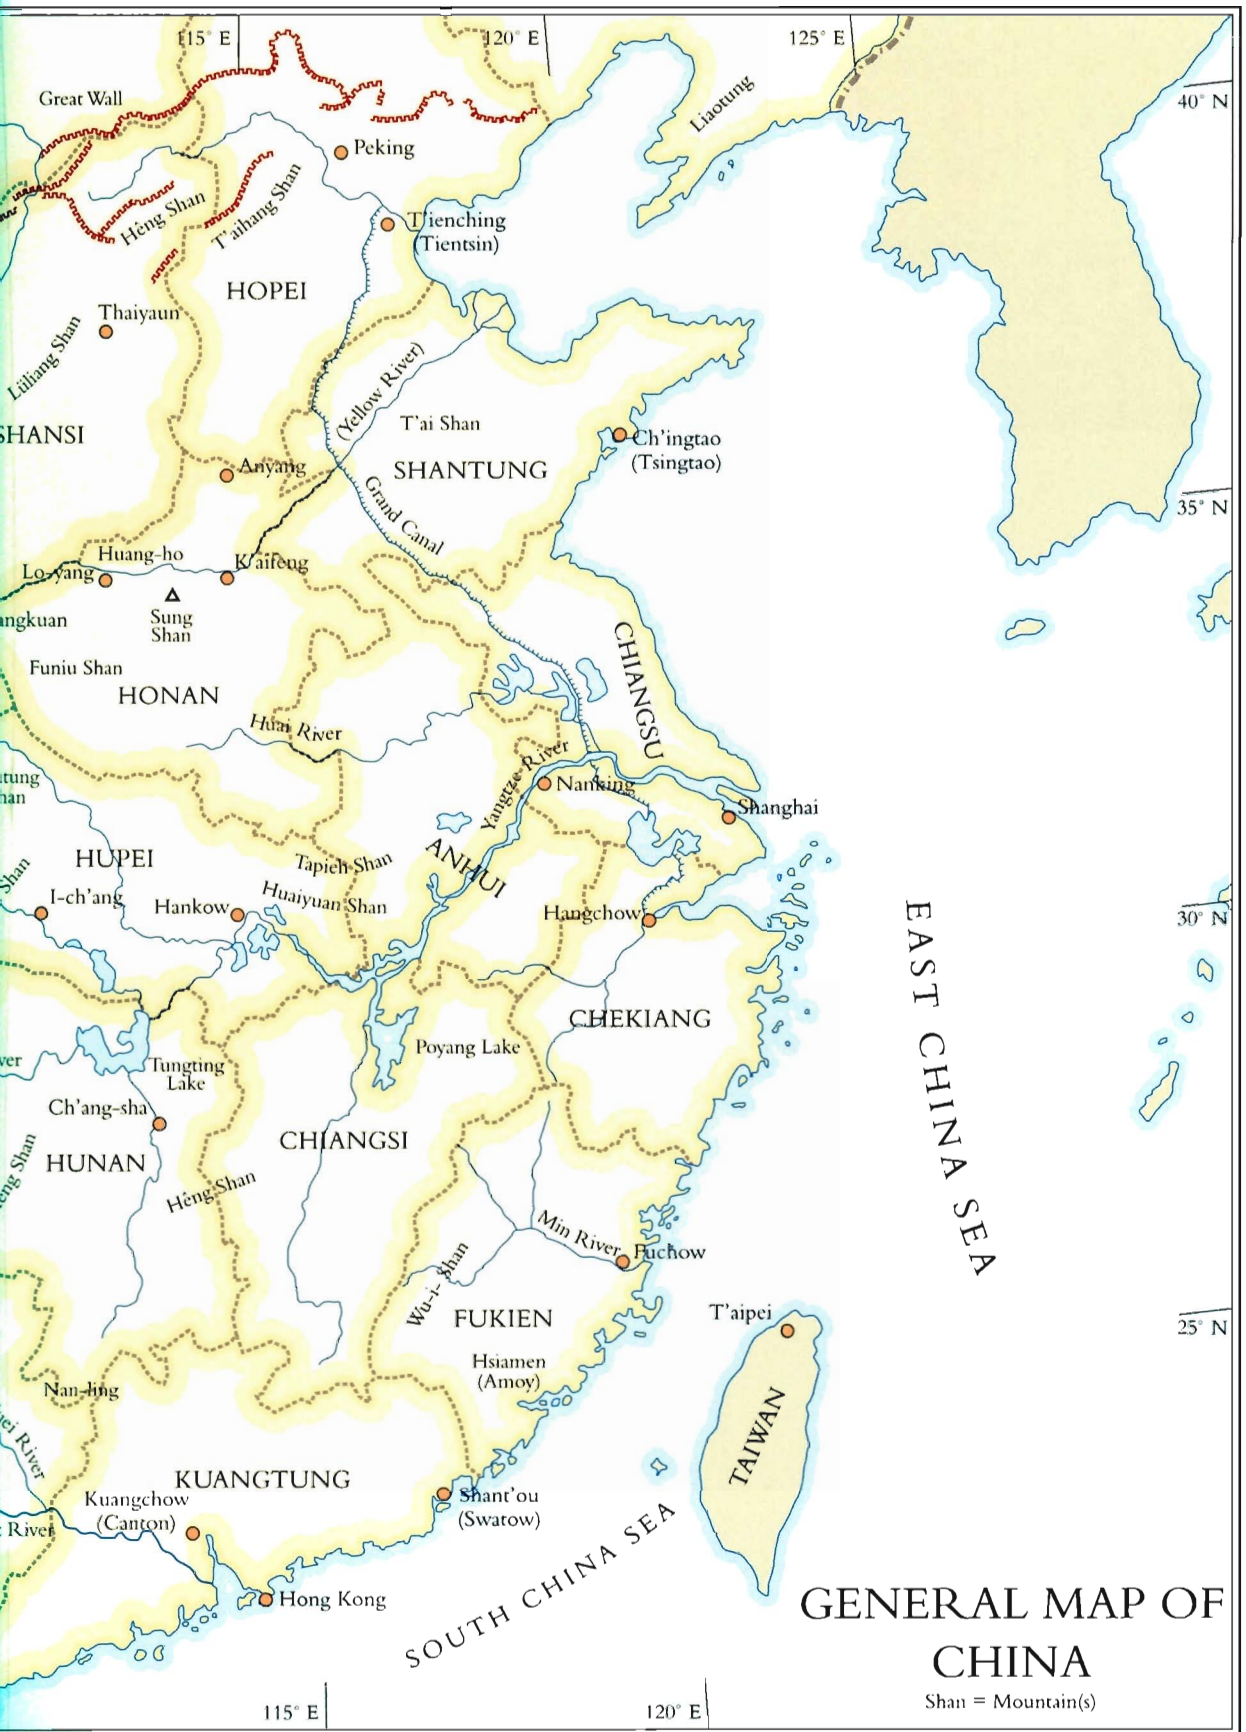 115° E
120° E
125° E
40° N
Great Wall
Liaotung
Peking
Hêng Shan
T'aihang Shan
T'ienching
(Tientsin)
HOPEI
Thaiyaun
Lüliang Shan
(Yellow River)
T'ai Shan
SHANSI
Ch'ingtao
(Tsingtao)
Anyang
SHANTUNG
35° N
Grand Canal
Huang-ho
K'aifeng
Lo-yang
Sung
Shan
angkuan
CHIANGSU
Funiu Shan
HONAN
Huai River
Yangtze River
Nanking
Shanghai
HUPEI
Tapieh Shan
ANHUI
Shan
I-ch'ang
Hankow
Huaiyuan Shan
Hangchow
30° N
EAST CHINA SEA
CHEKIANG
Poyang Lake
Tungting
Lake
Ch'ang-sha
CHIANGSI
HUNAN
Hêng Shan
Min River
Fuchow
Wu-i- Shan
FUKIEN
T'aipei
25° N
Hsiamen
(Amoy)
Nan-ling
TAIWAN
KUANGTUNG
Kuangchow
(Canton)
Shant'ou
(Swatow)
River
Hong Kong
SOUTH CHINA SEA
GENERAL MAP OF
CHINA
Shan = Mountain(s)
115° E
120° E